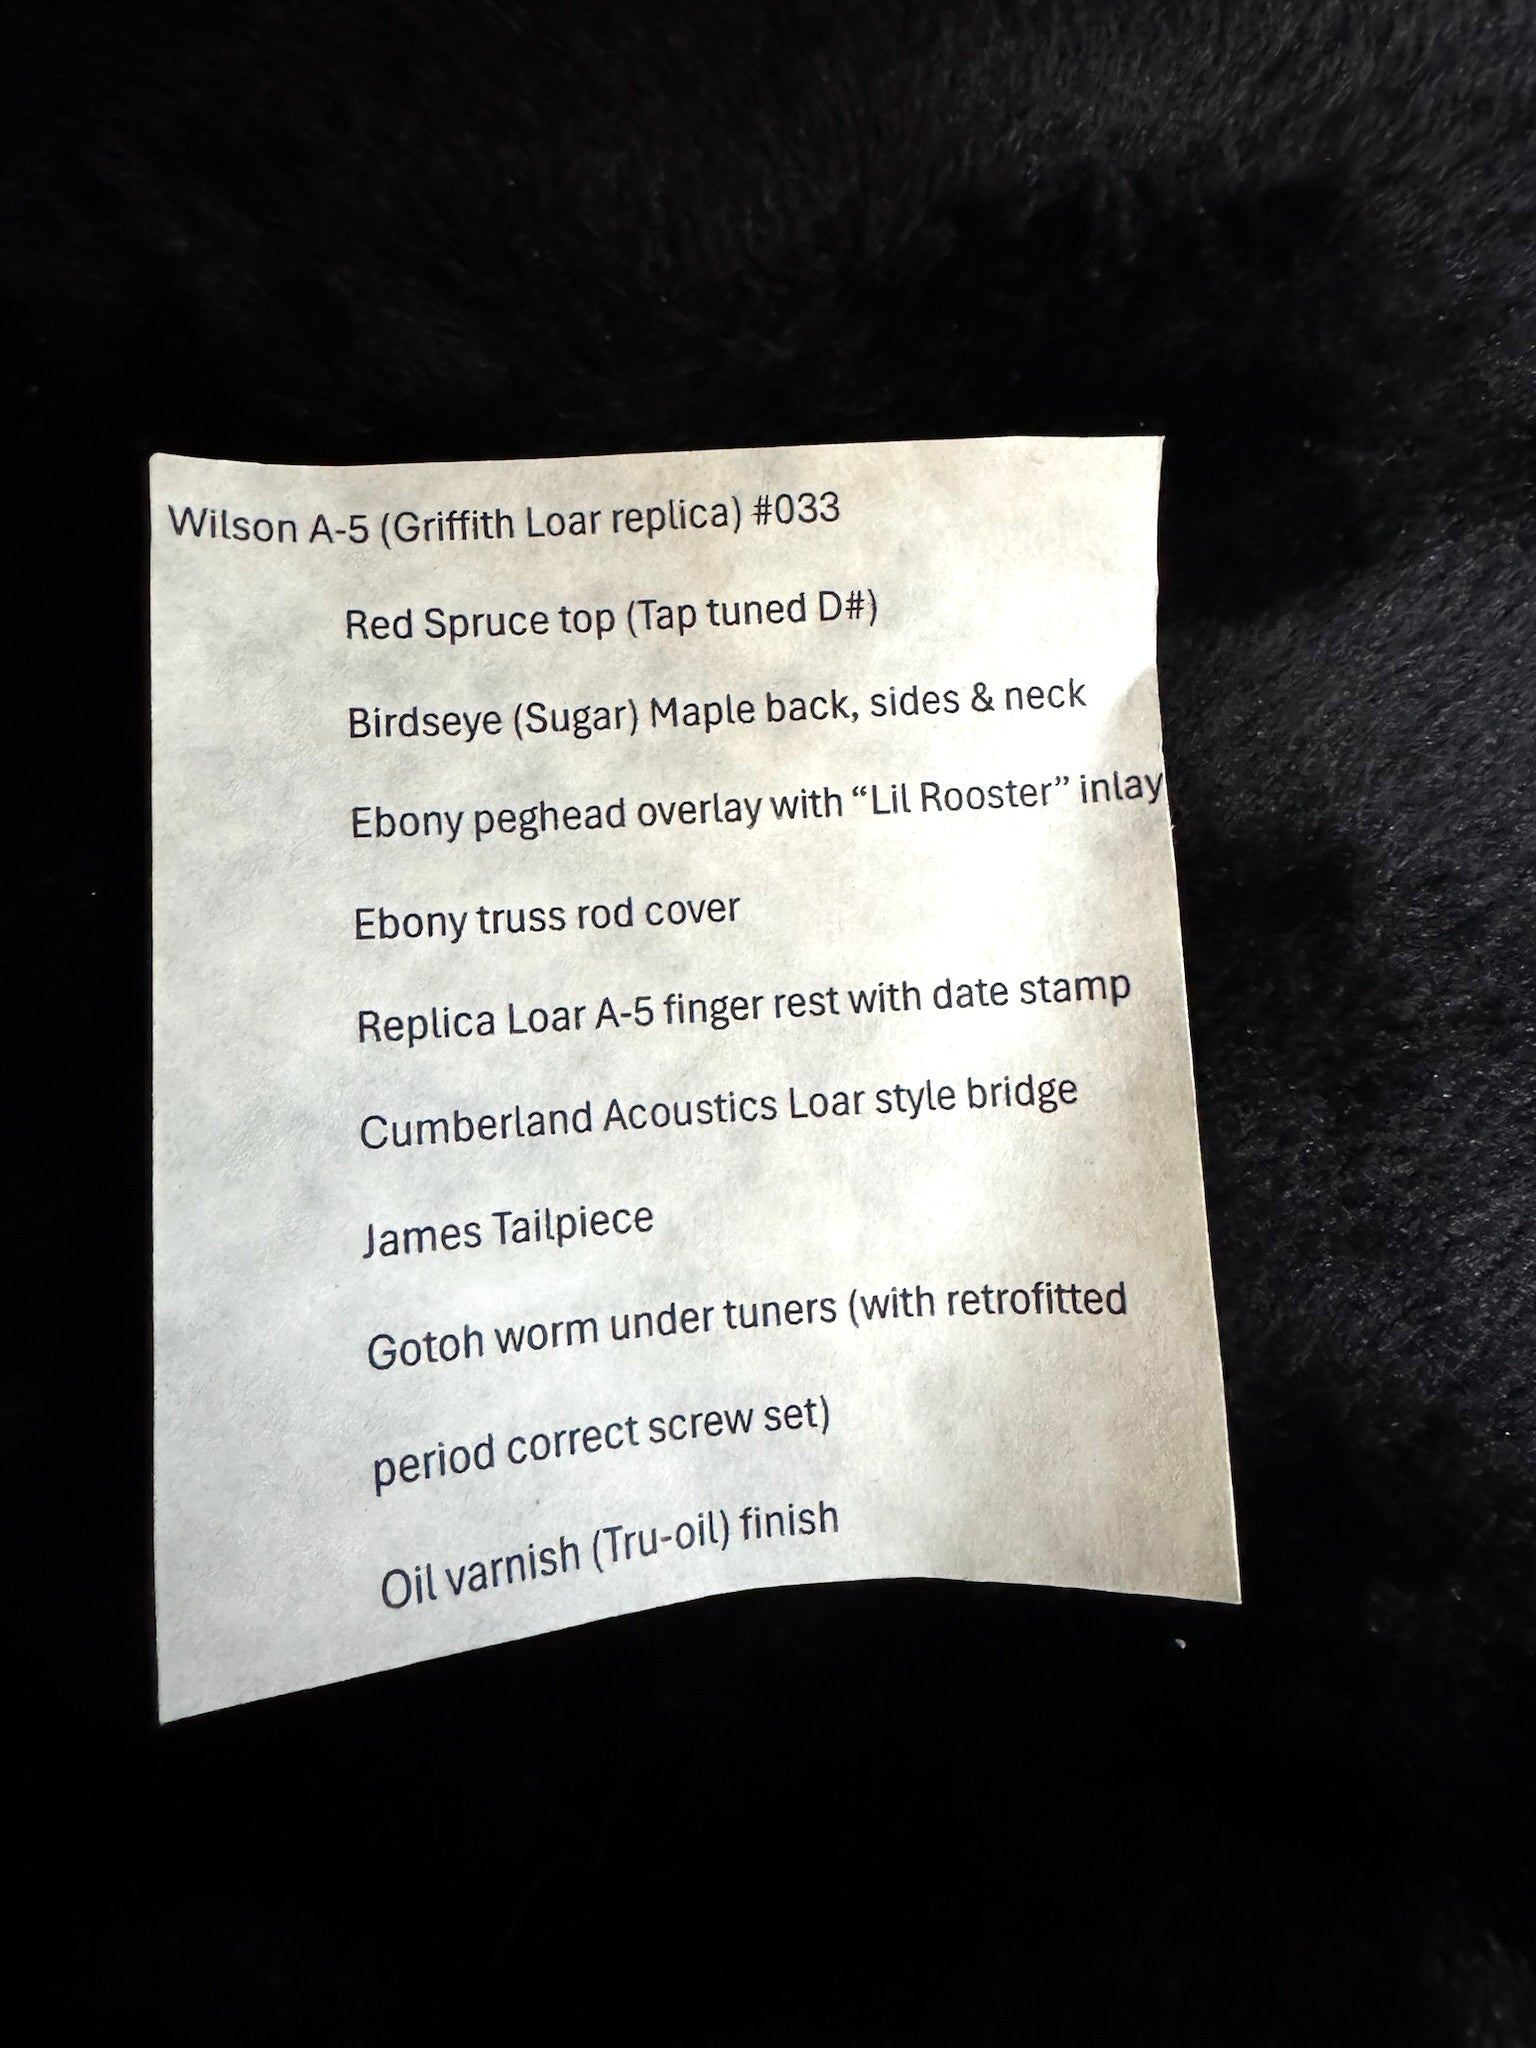 Wilson A-5 (Griffith Loar replica) #033
Red Spruce top (Tap tuned D#)
Birdseye (Sugar) Maple back, sides & neck
Ebony peghead overlay with “Lil Rooster” inlay
Ebony truss rod cover
Replica Loar A-5 finger rest with date stamp
Cumberland Acoustics Loar style bridge
James Tailpiece
Gotoh worm under tuners (with retrofitted
period correct screw set)
Oil varnish (Tru-oil) finish